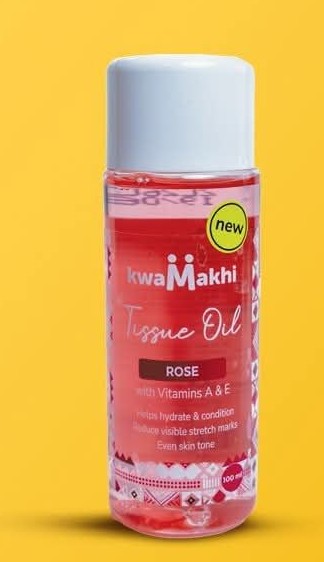 new
kwaMakhi
Tissue Oil
ROSE
with Vitamins A & E
Helps hydrate & condition
Reduce visible stretch marks
Even skin tone
100 ml